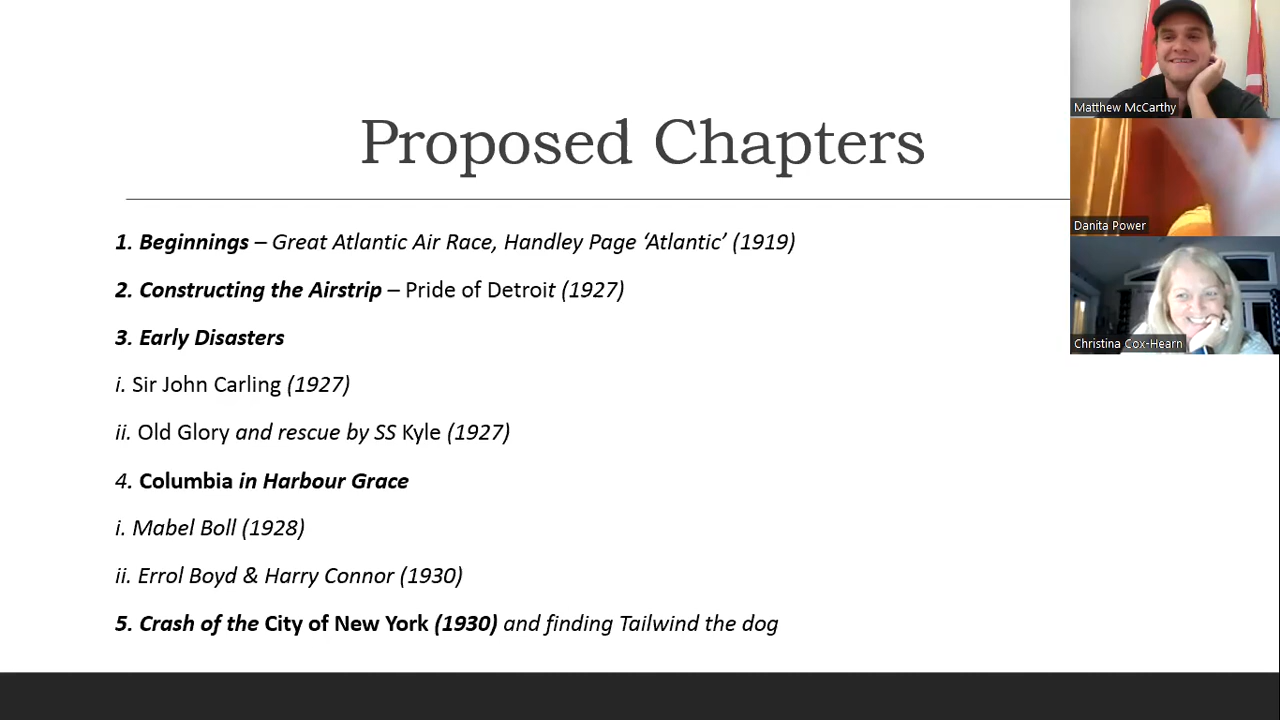 Proposed Chapters
1. Beginnings – Great Atlantic Air Race, Handley Page ‘Atlantic’ (1919)
2. Constructing the Airstrip – Pride of Detroit (1927)
3. Early Disasters
i. Sir John Carling (1927)
ii. Old Glory and rescue by SS Kyle (1927)
4. Columbia in Harbour Grace
i. Mabel Boll (1928)
ii. Errol Boyd & Harry Connor (1930)
5. Crash of the City of New York (1930) and finding Tailwind the dog
Matthew McCarthy
Danita Power
Christina Cox-Hearn